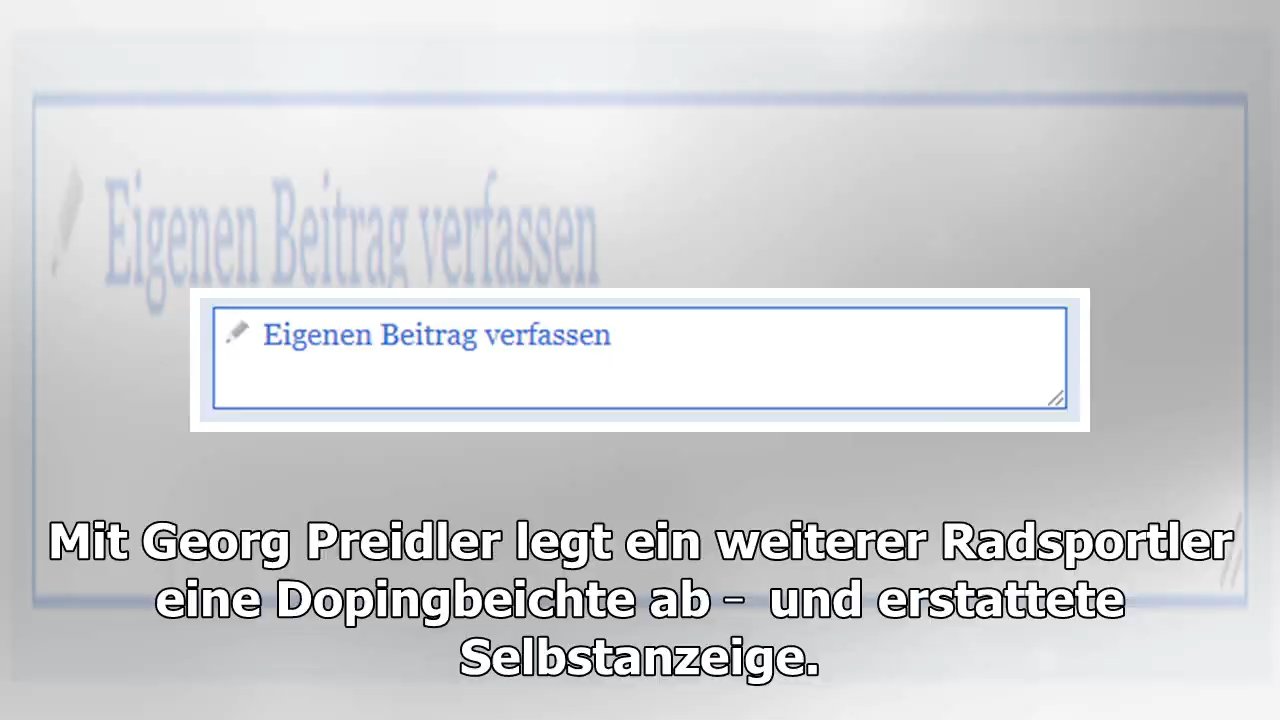 Eigenen Beitrag verfassen
Eigenen Beitrag verfassen
Mit Georg Preidler legt ein weiterer Radsportler
eine Dopingbeichte ab – und erstattete
Selbstanzeige.